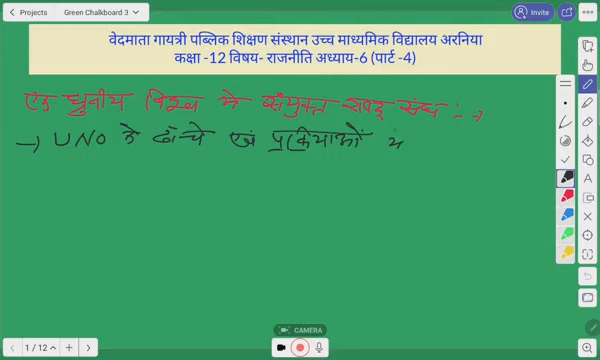 Projects
Green Chalkboard 3
Invite
वेदमाता गायत्री पब्लिक शिक्षण संस्थान उच्च माध्यमिक विद्यालय अरनिया
कक्षा -12 विषय- राजनीति अध्याय-6 (पार्ट -4)
एक ध्रुवीय विश्व मे संयुक्त राष्ट्र संघ :- →
→ UNO के ढांचे एवं प्रक्रियाओं
CAMERA
1 / 12